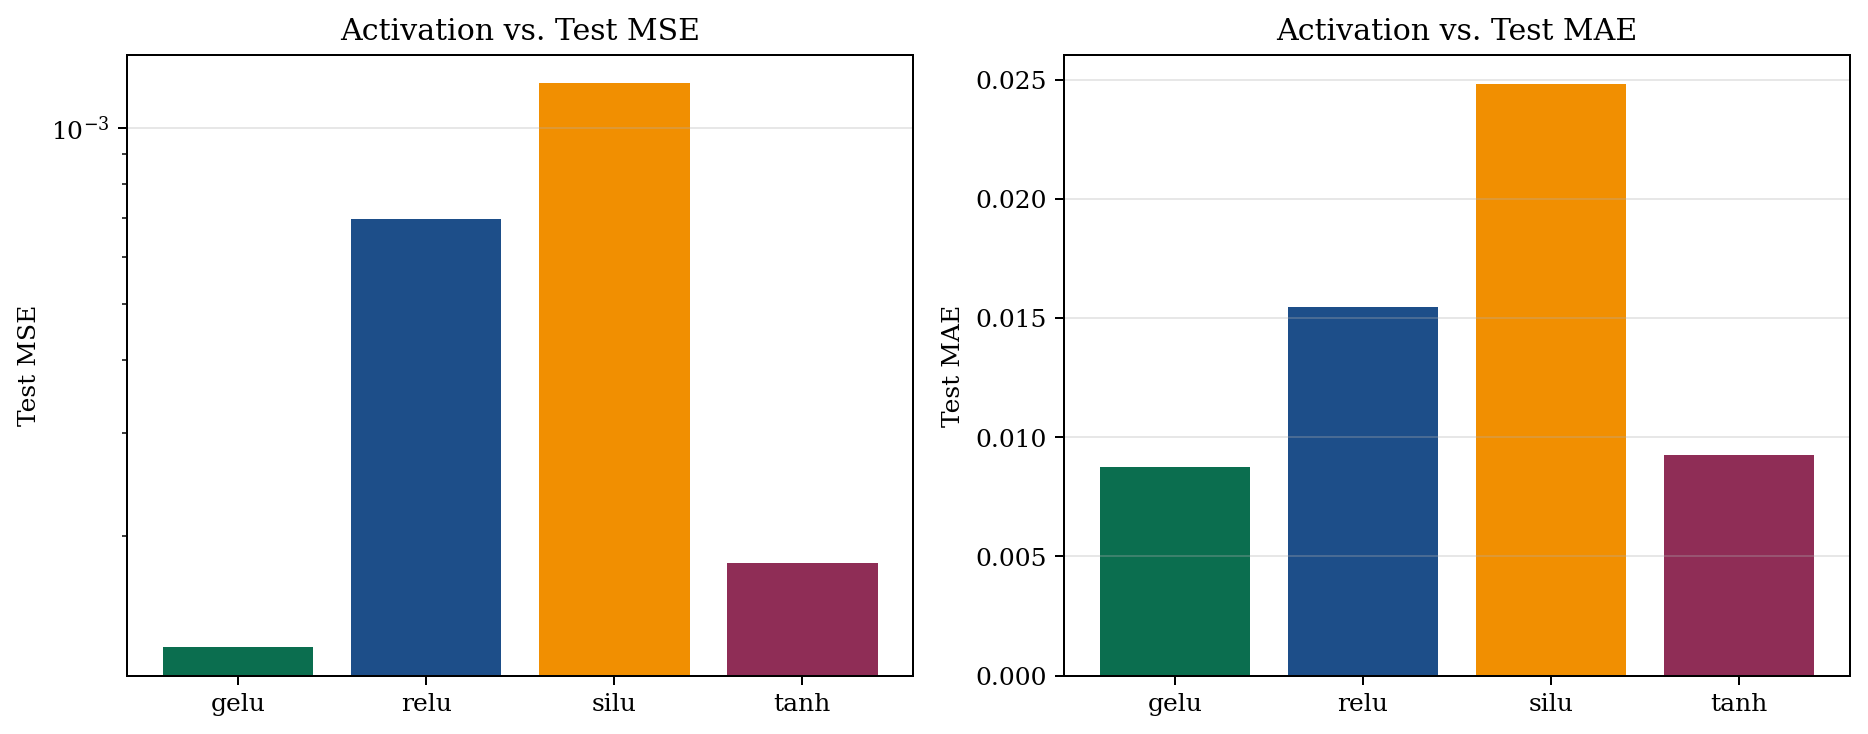 Activation vs. Test MSE
Test MSE
10⁻³
gelu relu silu tanh
Activation vs. Test MAE
Test MAE
0.025
0.020
0.015
0.010
0.005
0.000
gelu relu silu tanh